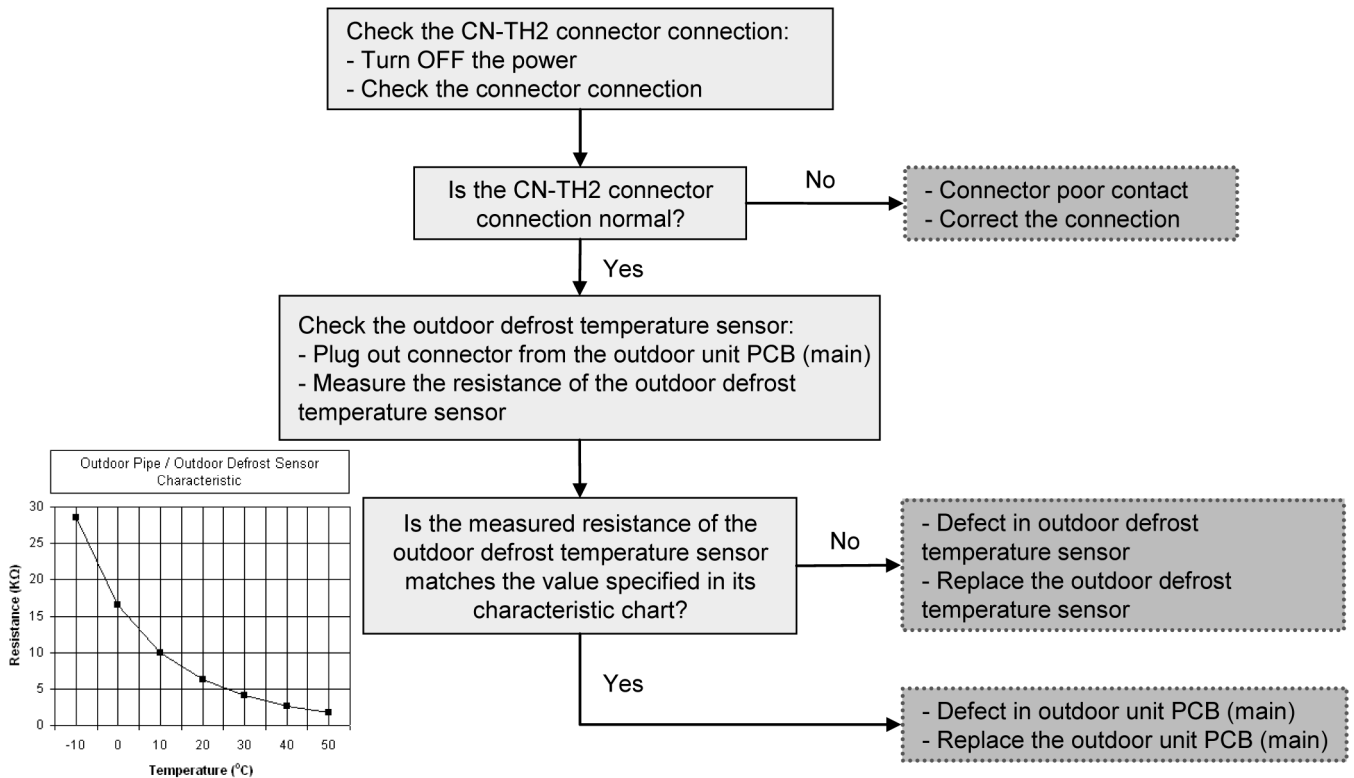 Check the CN-TH2 connector connection:
- Turn OFF the power
- Check the connector connection
Is the CN-TH2 connector
connection normal?
No
- Connector poor contact
- Correct the connection
Yes
Check the outdoor defrost temperature sensor:
- Plug out connector from the outdoor unit PCB (main)
- Measure the resistance of the outdoor defrost
temperature sensor
Outdoor Pipe / Outdoor Defrost Sensor
Characteristic
30
25
20
15
10
5
0
Resistance (KΩ)
-10 0 10 20 30 40 50
Temperature (°C)
Is the measured resistance of the
outdoor defrost temperature sensor
matches the value specified in its
characteristic chart?
No
- Defect in outdoor defrost
temperature sensor
- Replace the outdoor defrost
temperature sensor
Yes
- Defect in outdoor unit PCB (main)
- Replace the outdoor unit PCB (main)